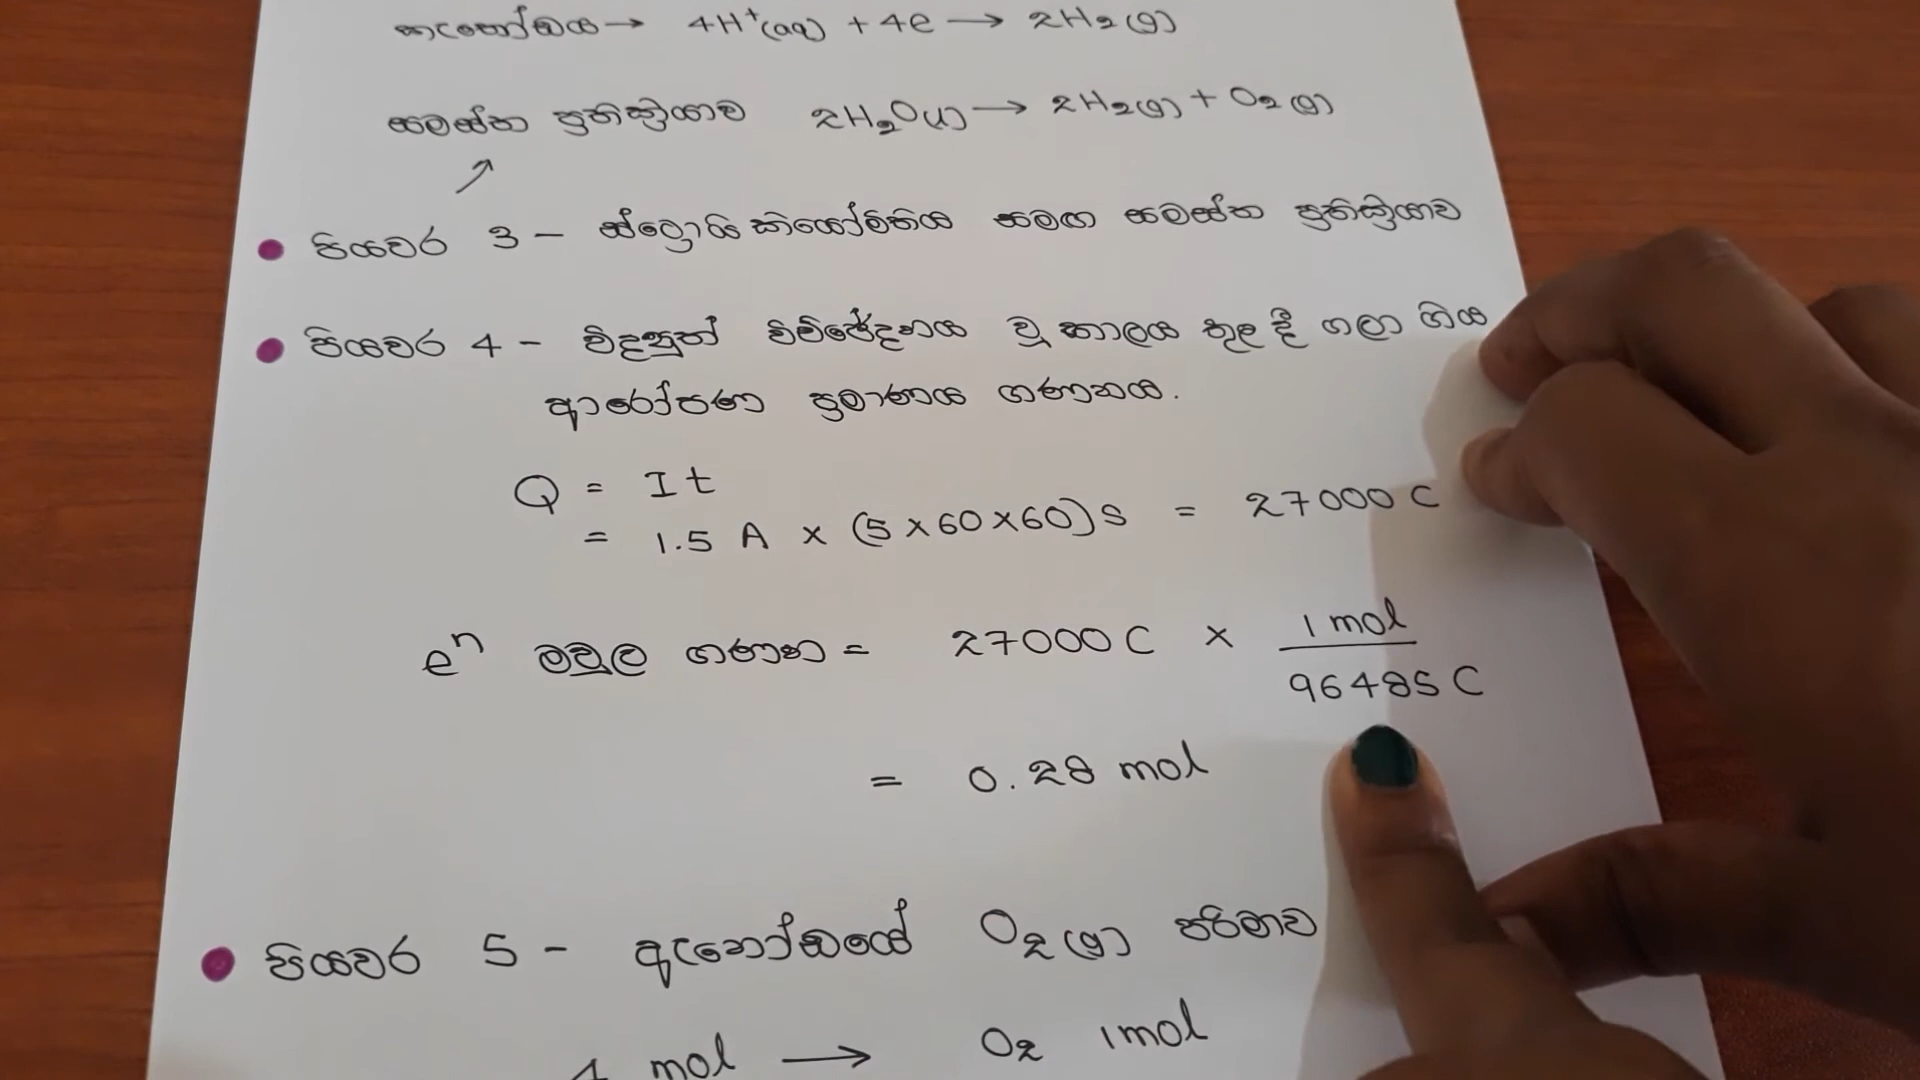 කැතෝඩය → 4H⁺(aq) + 4e → 2H₂(g)
සමස්ත ප්‍රතික්‍රියාව 2H₂O(l) → 2H₂(g) + O₂(g)
• පියවර 3 – ස්ටොයිකියෝමිතිය සමඟ සමස්ත ප්‍රතික්‍රියාව
• පියවර 4 – විද්‍යුත් විච්ඡේදනය වූ කාලය තුළ දී ගලා ගිය
ආරෝපණ ප්‍රමාණය ගණනය.
Q = It
= 1.5 A × (5×60×60)s = 27000 C
eⁿ මවුල ගණන = 27000 C × 1 mol / 96485 C
= 0.28 mol
• පියවර 5 – ඇනෝඩයේ O₂(g) පරිමාව
mol → O₂ 1mol